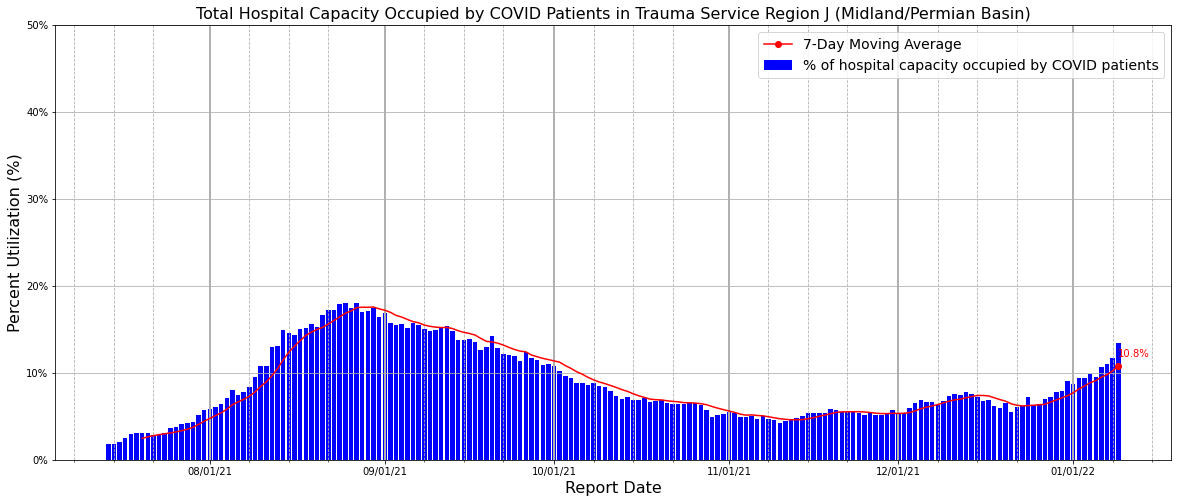 Total Hospital Capacity Occupied by COVID Patients in Trauma Service Region J (Midland/Permian Basin)
7-Day Moving Average
% of hospital capacity occupied by COVID patients
50%
40%
30%
20%
10%
0%
Percent Utilization (%)
10.8%
08/01/21 09/01/21 10/01/21 11/01/21 12/01/21 01/01/22
Report Date